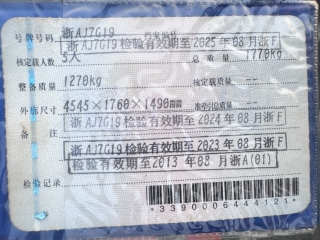 号牌号码 浙AJ7G19 档案编号
浙AJ7G19检验有效期至2025年08月浙F
核定载人数 5人 总质量 1770kg
整备质量 1270kg 核定载质量 --
外廓尺寸 4545×1760×1490 准牵引总质量 --
浙AJ7G19检验有效期至2024年08月浙F
备注
浙AJ7G19检验有效期至2023年08月浙F
检验有效期至2013年08月浙A(01)
检验记录
*3390006444121*